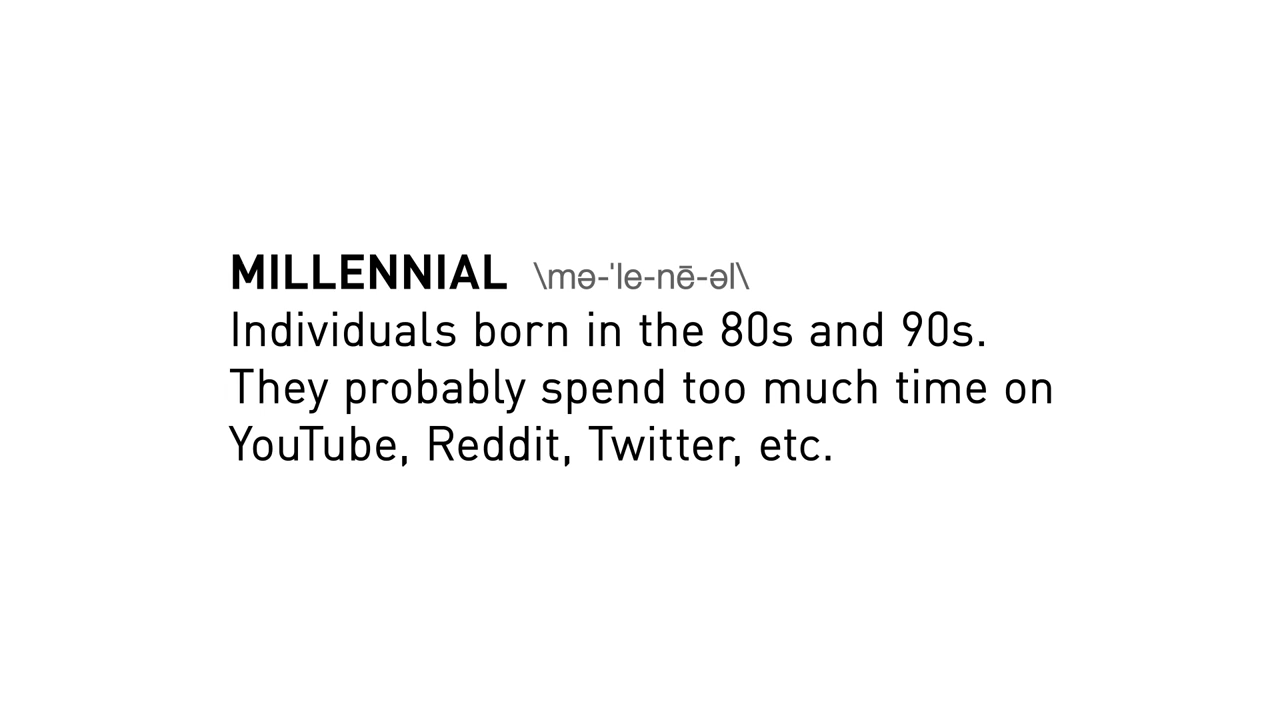 MILLENNIAL \mə-ˈle-nē-əl\
Individuals born in the 80s and 90s.
They probably spend too much time on
YouTube, Reddit, Twitter, etc.